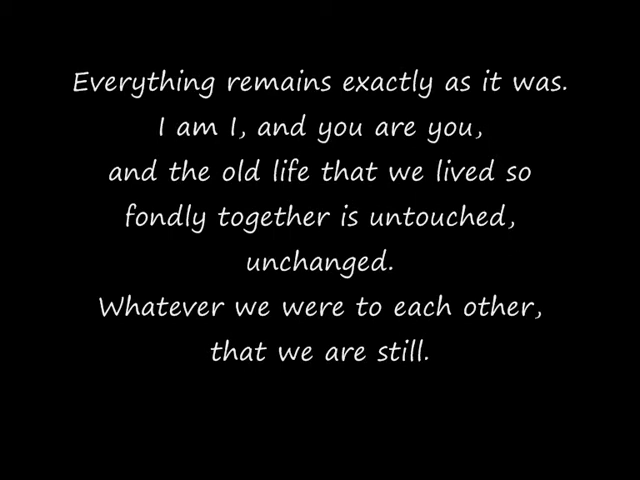 Everything remains exactly as it was.
I am I, and you are you,
and the old life that we lived so
fondly together is untouched,
unchanged.
Whatever we were to each other,
that we are still.